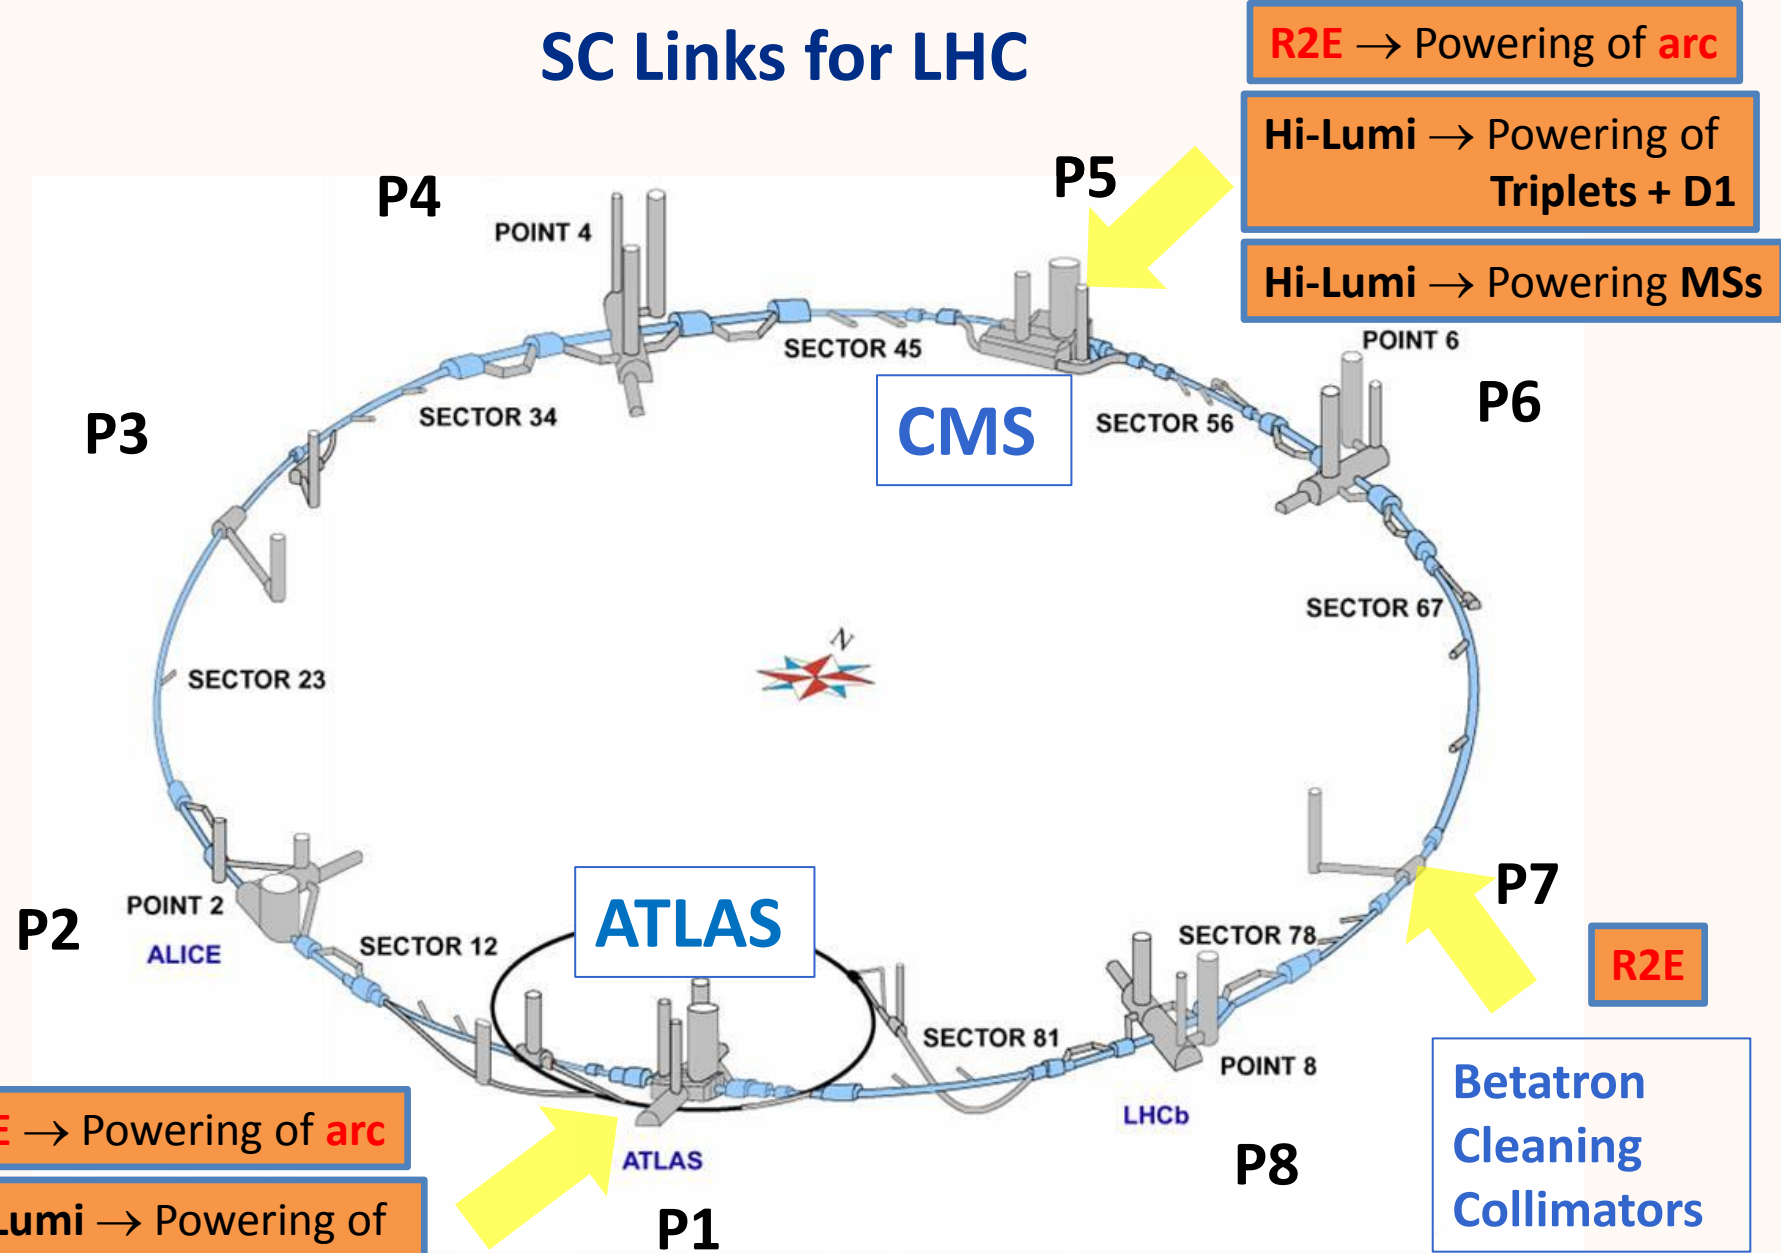 SC Links for LHC
R2E → Powering of arc
Hi-Lumi → Powering of
Triplets + D1
Hi-Lumi → Powering MSs
P4
P5
POINT 4
POINT 6
SECTOR 45
P6
CMS
SECTOR 34
SECTOR 56
P3
SECTOR 67
N
SECTOR 23
P7
ATLAS
POINT 2
P2
ALICE
SECTOR 12
SECTOR 78
R2E
SECTOR 81
POINT 8
Betatron
Cleaning
Collimators
LHCb
E → Powering of arc
ATLAS
P8
Lumi → Powering of
P1